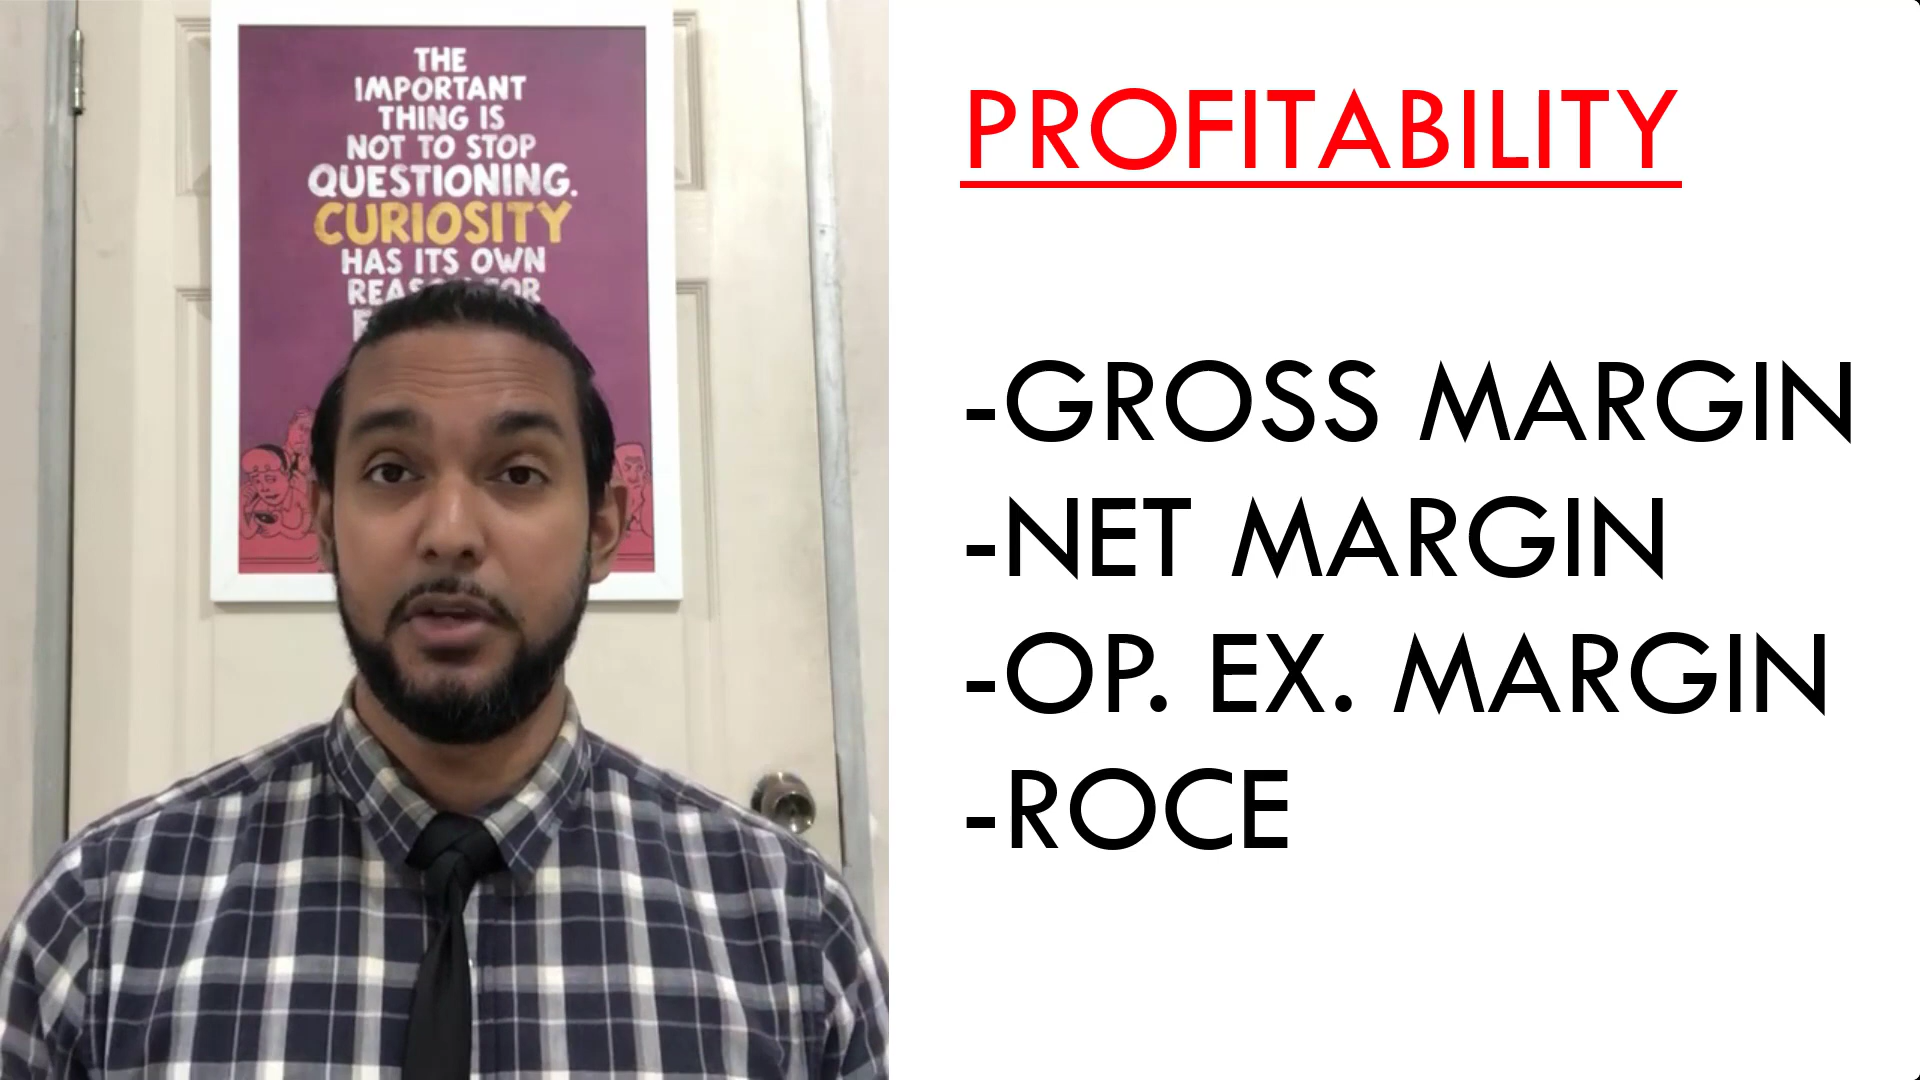 THE
IMPORTANT
THING IS
NOT TO STOP
QUESTIONING.
CURIOSITY
HAS ITS OWN
PROFITABILITY
-GROSS MARGIN
-NET MARGIN
-OP. EX. MARGIN
-ROCE